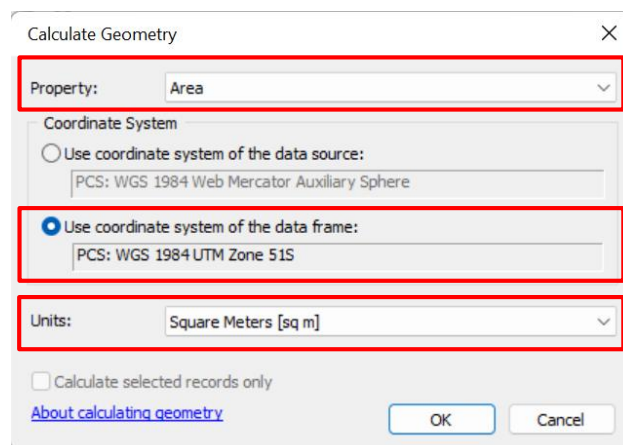 Calculate Geometry
Property: Area
Coordinate System
Use coordinate system of the data source:
PCS: WGS 1984 Web Mercator Auxiliary Sphere
Use coordinate system of the data frame:
PCS: WGS 1984 UTM Zone 51S
Units: Square Meters [sq m]
Calculate selected records only
About calculating geometry
OK Cancel